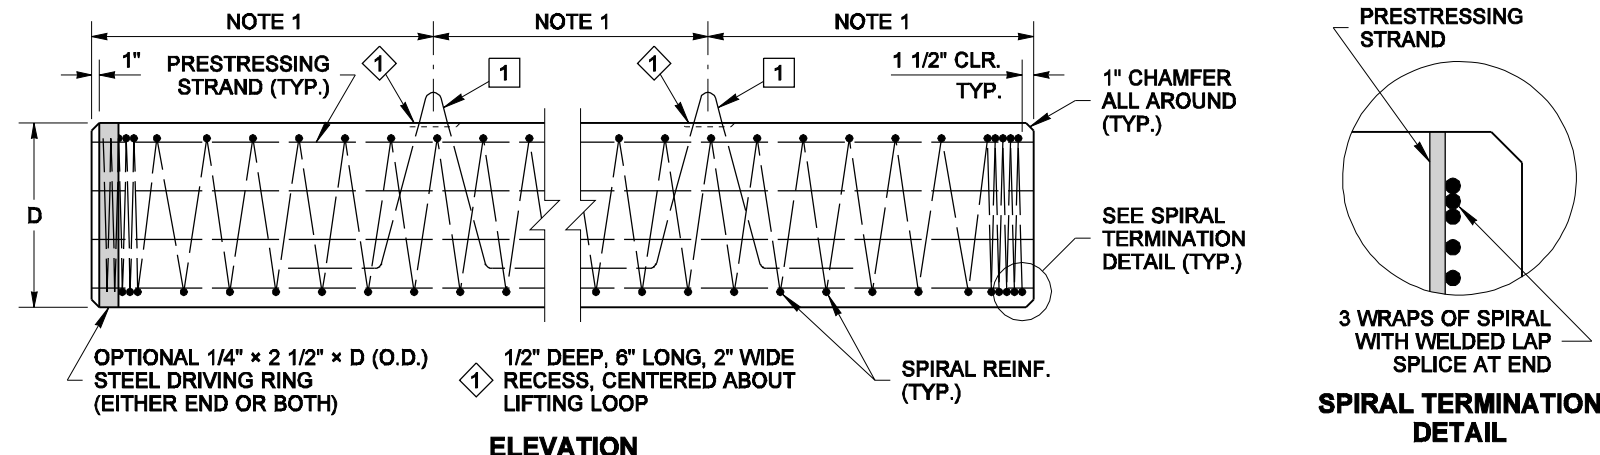 NOTE 1
NOTE 1
NOTE 1
1"
PRESTRESSING
STRAND (TYP.)
1
1
1
1
1 1/2" CLR.
TYP.
1" CHAMFER
ALL AROUND
(TYP.)
D
SEE SPIRAL
TERMINATION
DETAIL (TYP.)
OPTIONAL 1/4" × 2 1/2" × D (O.D.)
STEEL DRIVING RING
(EITHER END OR BOTH)
1
1/2" DEEP, 6" LONG, 2" WIDE
RECESS, CENTERED ABOUT
LIFTING LOOP
SPIRAL REINF.
(TYP.)
ELEVATION
PRESTRESSING
STRAND
3 WRAPS OF SPIRAL
WITH WELDED LAP
SPLICE AT END
SPIRAL TERMINATION
DETAIL